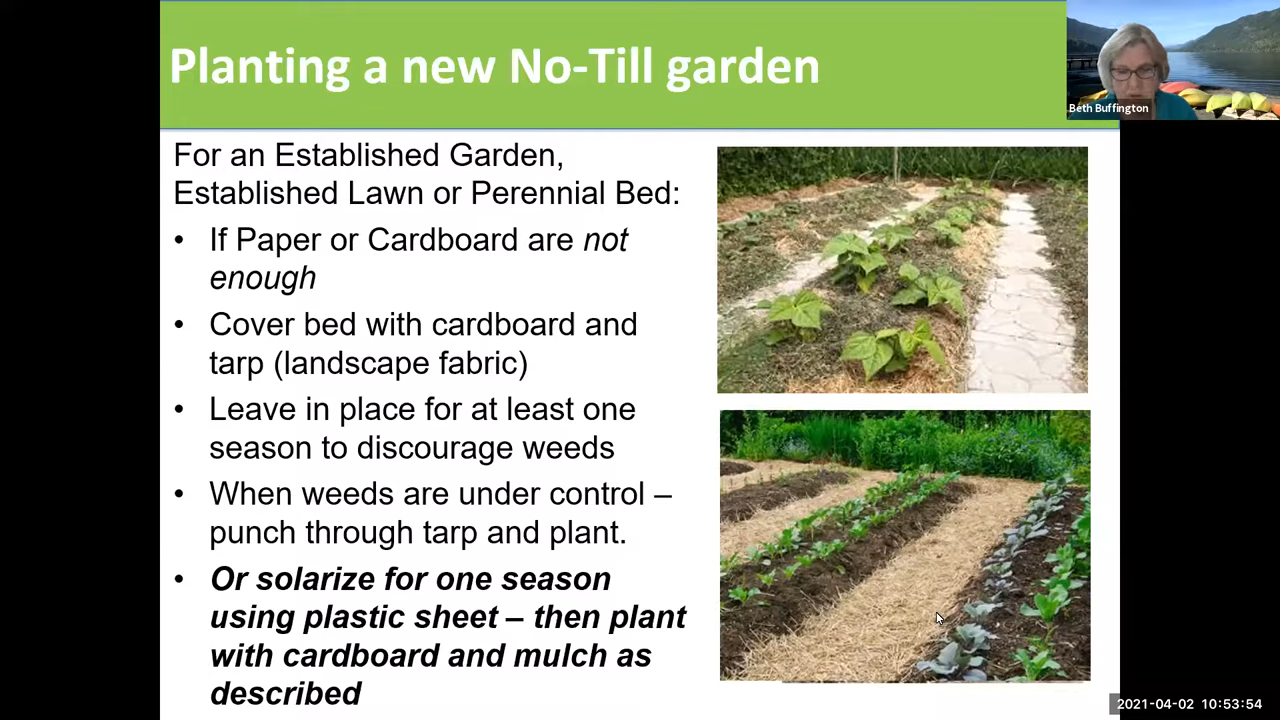 Planting a new No-Till garden
Beth Buffington
For an Established Garden,
Established Lawn or Perennial Bed:
• If Paper or Cardboard are not
enough
• Cover bed with cardboard and
tarp (landscape fabric)
• Leave in place for at least one
season to discourage weeds
• When weeds are under control –
punch through tarp and plant.
• Or solarize for one season
using plastic sheet – then plant
with cardboard and mulch as
described
2021-04-02 10:53:54